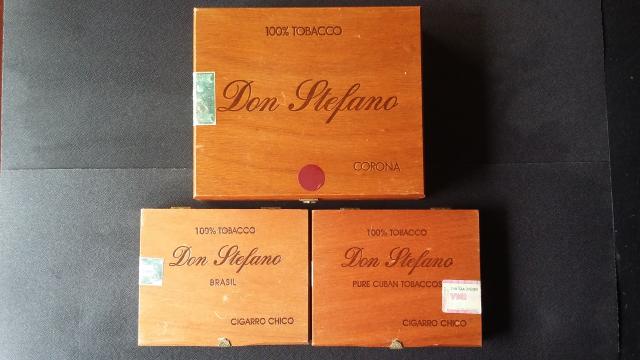 100% TOBACCO
Don Stefano
CORONA
100% TOBACCO
Don Stefano
BRASIL
CIGARRO CHICO
100% TOBACCO
Don Stefano
PURE CUBAN TOBACCOS
CIGARRO CHICO